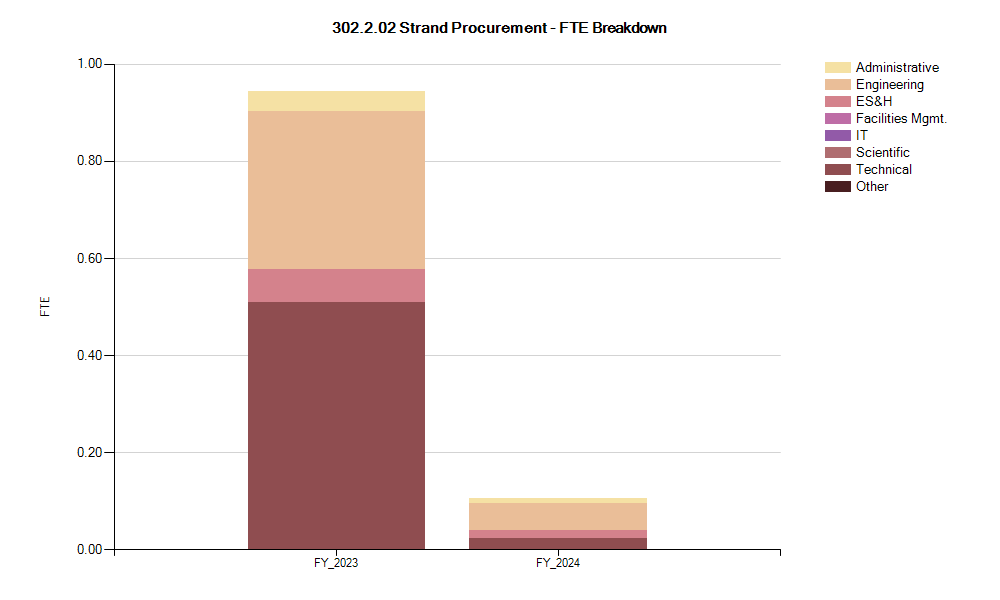 302.2.02 Strand Procurement - FTE Breakdown
1.00
0.80
0.60
0.40
0.20
0.00
FTE
FY_2023
FY_2024
Administrative
Engineering
ES&H
Facilities Mgmt.
IT
Scientific
Technical
Other